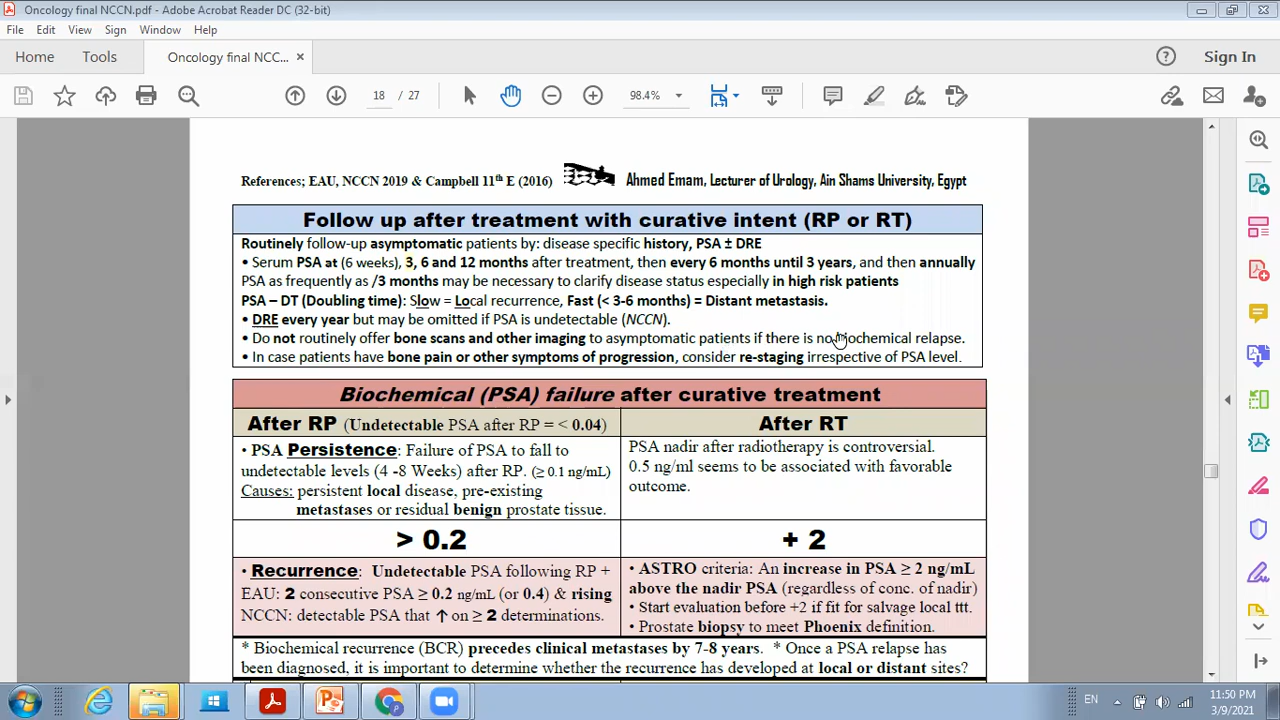 Oncology final NCCN.pdf - Adobe Acrobat Reader DC (32-bit)
File Edit View Sign Window Help
Home Tools Oncology final NCC... × Sign In
18 / 27 98.4%
References; EAU, NCCN 2019 & Campbell 11th E (2016) Ahmed Emam, Lecturer of Urology, Ain Shams University, Egypt
Follow up after treatment with curative intent (RP or RT)
Routinely follow-up asymptomatic patients by: disease specific history, PSA ± DRE
• Serum PSA at (6 weeks), 3, 6 and 12 months after treatment, then every 6 months until 3 years, and then annually
PSA as frequently as /3 months may be necessary to clarify disease status especially in high risk patients
PSA – DT (Doubling time): Slow = Local recurrence, Fast (< 3-6 months) = Distant metastasis.
• DRE every year but may be omitted if PSA is undetectable (NCCN).
• Do not routinely offer bone scans and other imaging to asymptomatic patients if there is no biochemical relapse.
• In case patients have bone pain or other symptoms of progression, consider re-staging irrespective of PSA level.
Biochemical (PSA) failure after curative treatment
After RP (Undetectable PSA after RP = < 0.04)
After RT
• PSA Persistence: Failure of PSA to fall to
undetectable levels (4 -8 Weeks) after RP. (≥ 0.1 ng/mL)
Causes: persistent local disease, pre-existing
metastases or residual benign prostate tissue.
PSA nadir after radiotherapy is controversial.
0.5 ng/ml seems to be associated with favorable
outcome.
> 0.2
+ 2
• Recurrence: Undetectable PSA following RP +
EAU: 2 consecutive PSA ≥ 0.2 ng/mL (or 0.4) & rising
NCCN: detectable PSA that ↑ on ≥ 2 determinations.
• ASTRO criteria: An increase in PSA ≥ 2 ng/mL
above the nadir PSA (regardless of conc. of nadir)
• Start evaluation before +2 if fit for salvage local ttt.
• Prostate biopsy to meet Phoenix definition.
* Biochemical recurrence (BCR) precedes clinical metastases by 7-8 years. * Once a PSA relapse has
been diagnosed, it is important to determine whether the recurrence has developed at local or distant sites?
EN 11:50 PM
3/9/2021